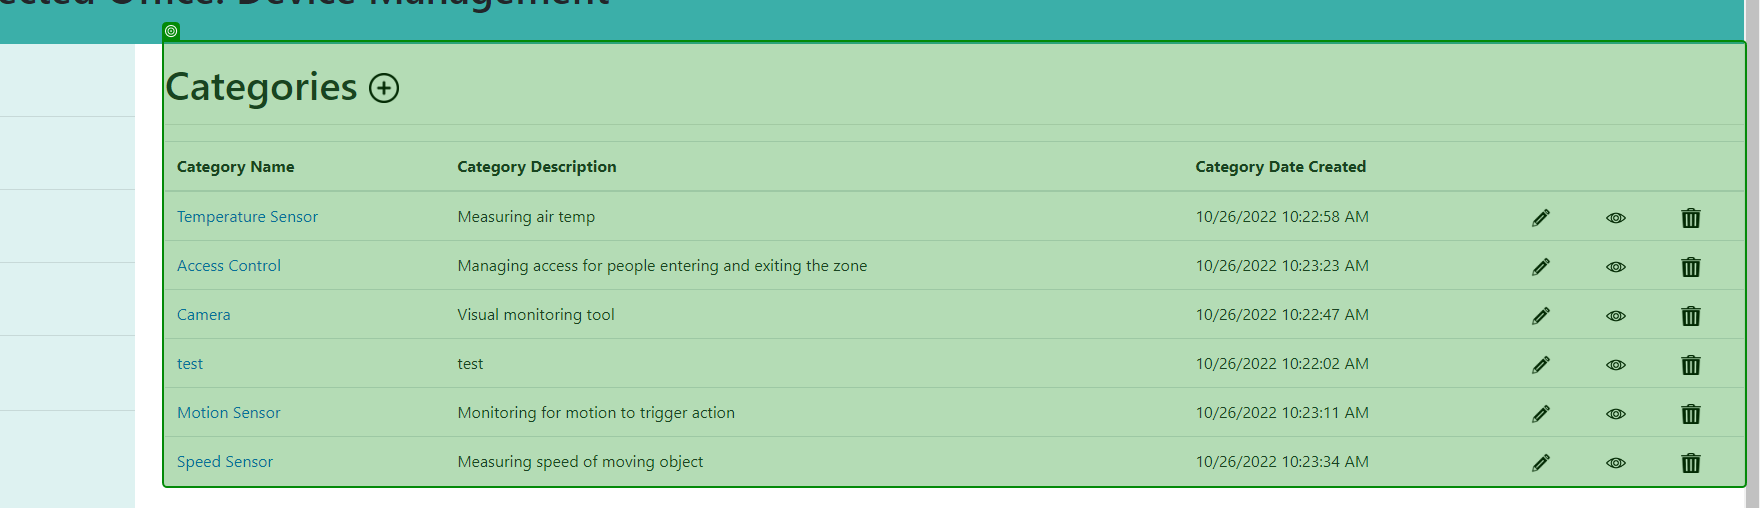 Office: Device Management
Categories
Category Name Category Description Category Date Created
Temperature Sensor Measuring air temp 10/26/2022 10:22:58 AM
Access Control Managing access for people entering and exiting the zone 10/26/2022 10:23:23 AM
Camera Visual monitoring tool 10/26/2022 10:22:47 AM
test test 10/26/2022 10:22:02 AM
Motion Sensor Monitoring for motion to trigger action 10/26/2022 10:23:11 AM
Speed Sensor Measuring speed of moving object 10/26/2022 10:23:34 AM